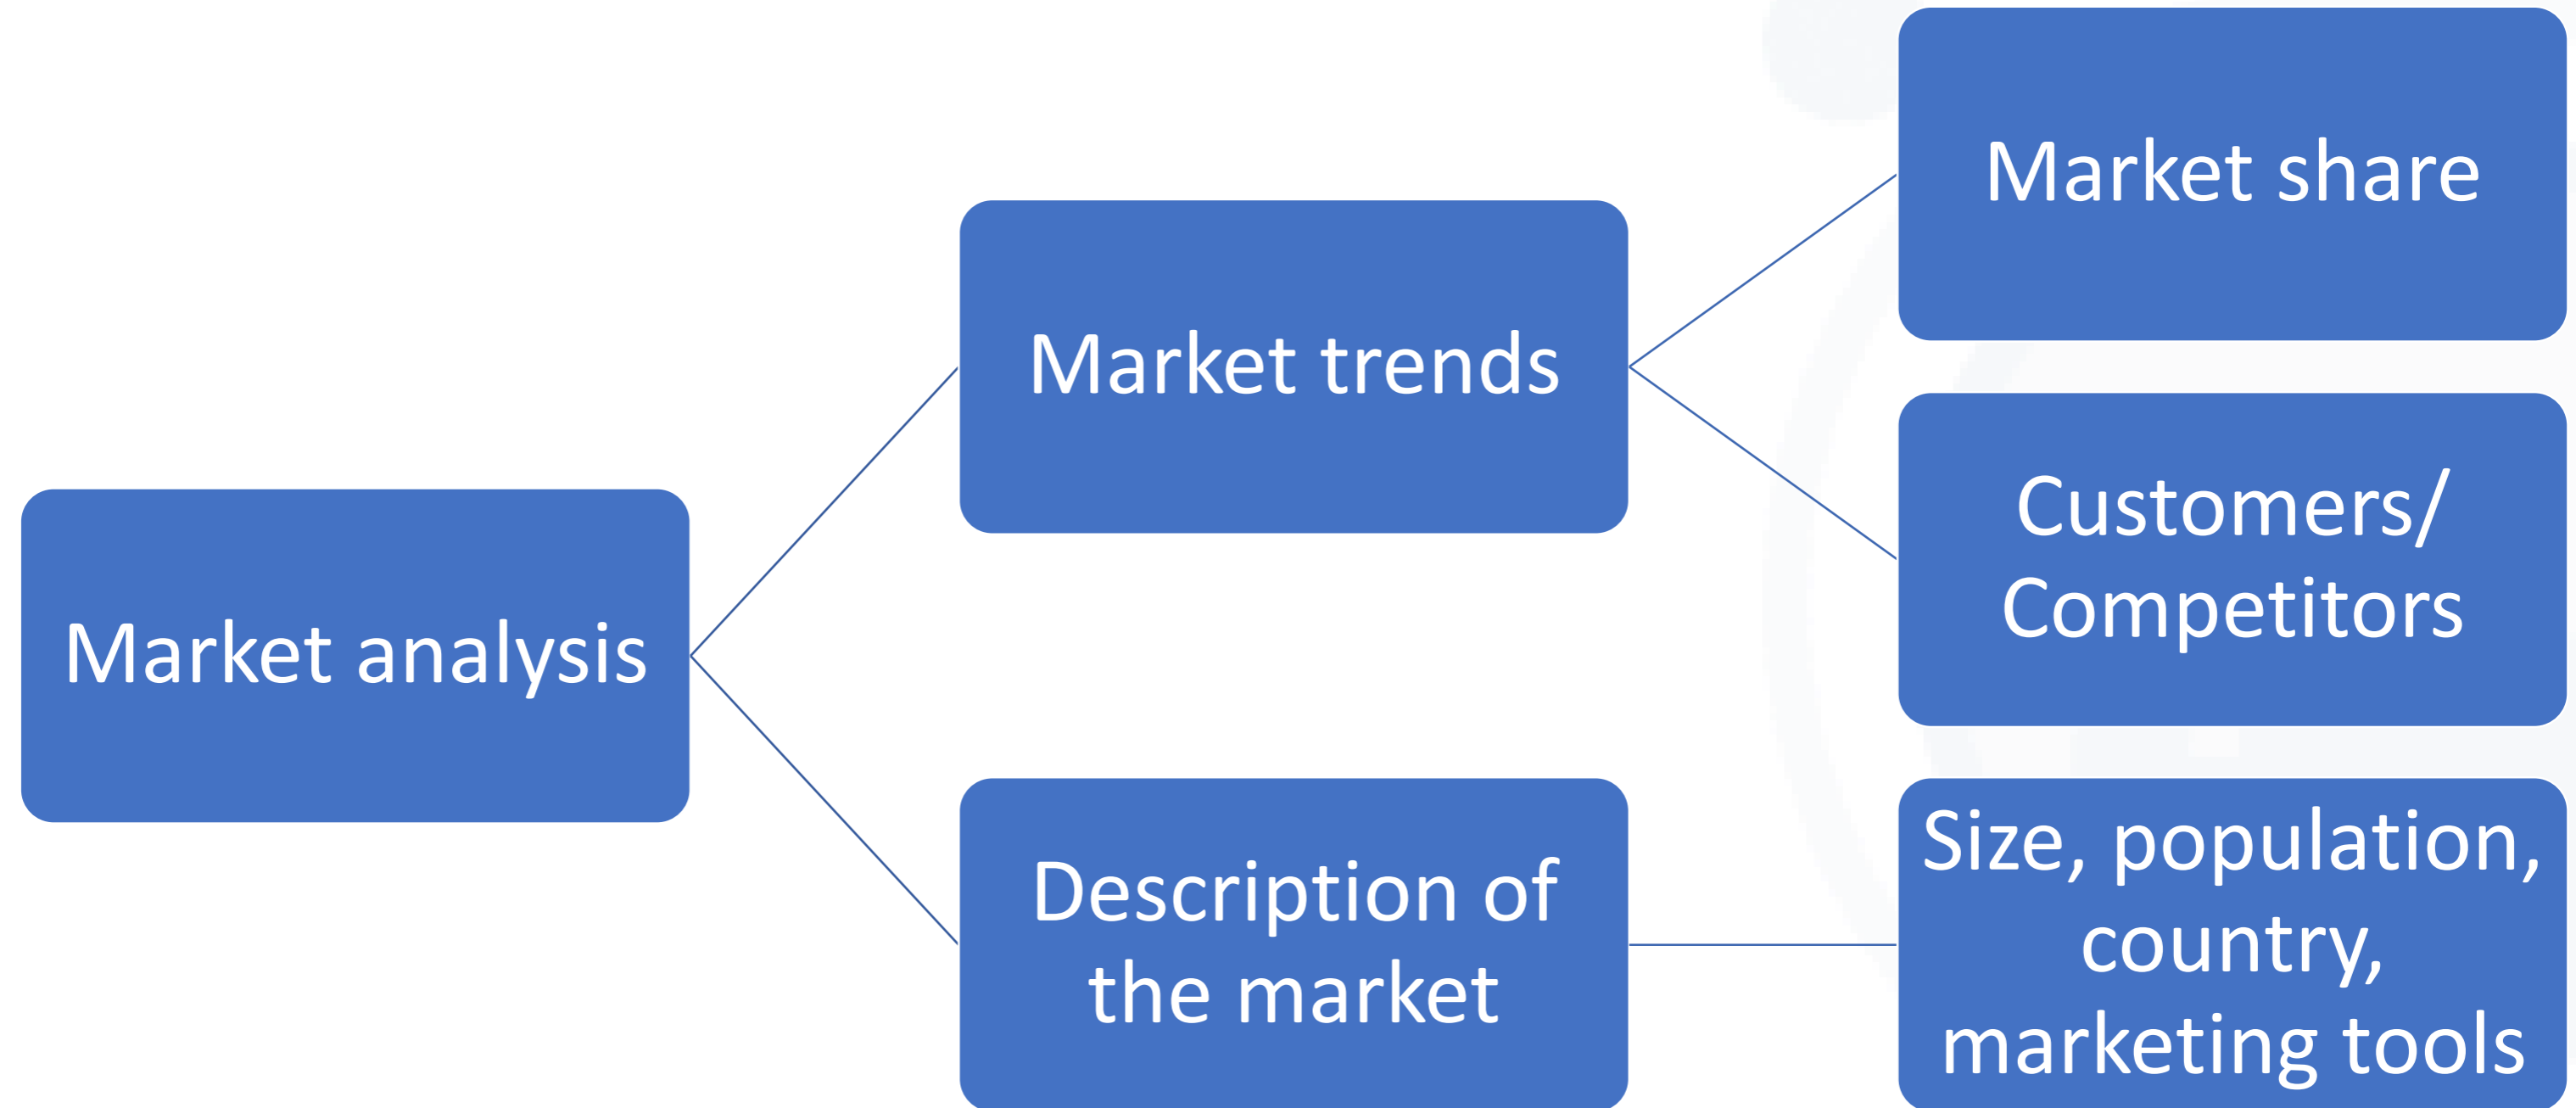 Market analysis
Market trends
Market share
Customers/
Competitors
Description of
the market
Size, population,
country,
marketing tools